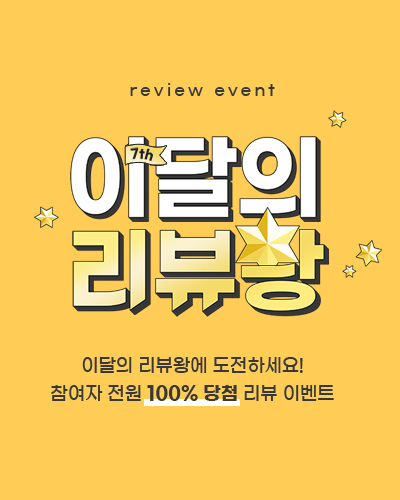 review event
7th
이달의
리뷰왕
이달의 리뷰왕에 도전하세요!
참여자 전원 100% 당첨 리뷰 이벤트